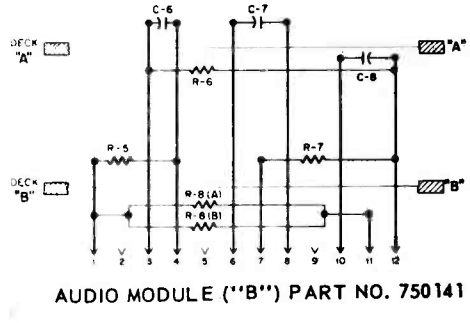 C-6 C-7
DECK "A"
"A"
R-6
C-8
R-5 R-7
DECK "B"
R-8(A)
"B"
R-8(B)
1 2 3 4 5 6 7 8 9 10 11 12
AUDIO MODULE ("B") PART NO. 750141